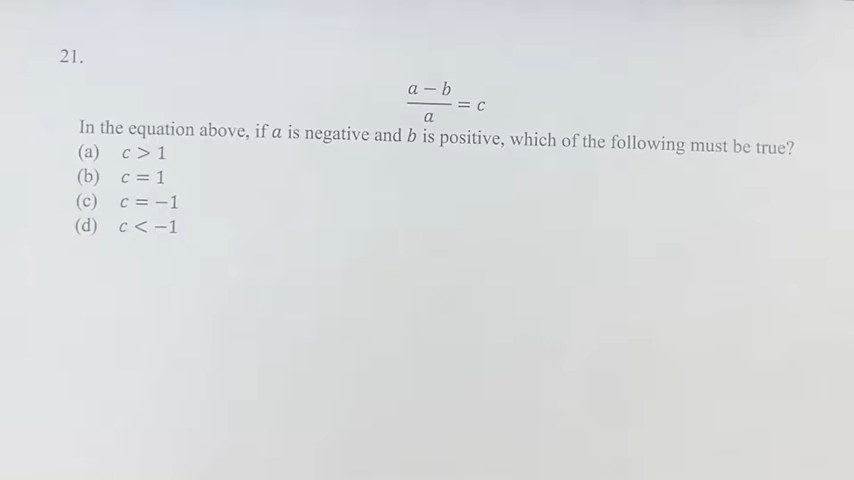 21.
a − b
/ a = c
In the equation above, if a is negative and b is positive, which of the following must be true?
(a) c > 1
(b) c = 1
(c) c = −1
(d) c < −1